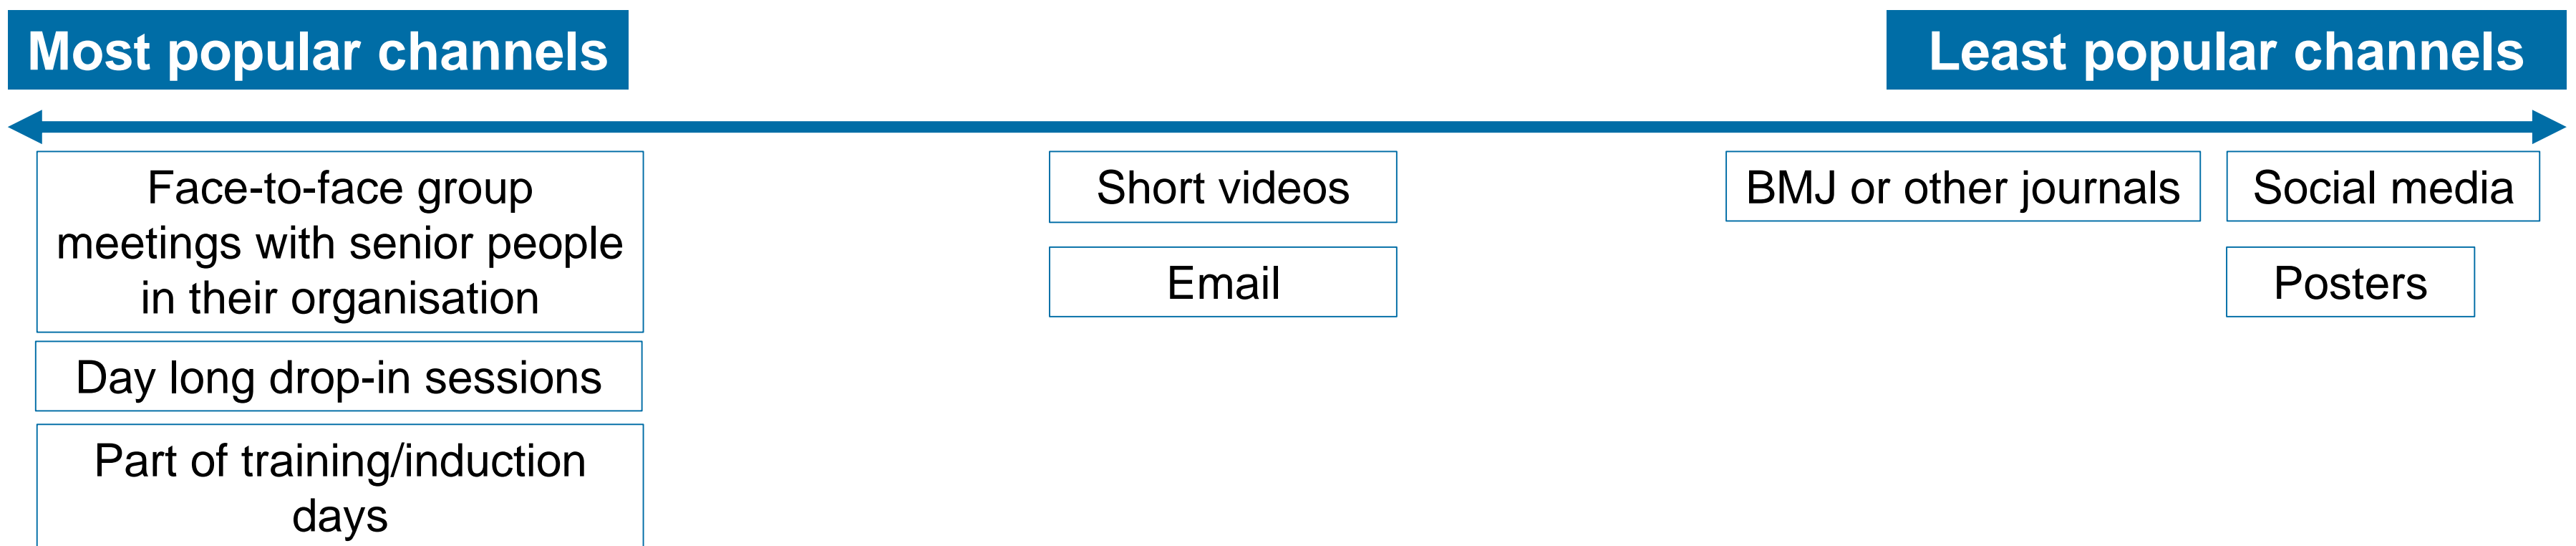 Most popular channels
Least popular channels
Face-to-face group
meetings with senior people
in their organisation
Day long drop-in sessions
Part of training/induction
days
Short videos
Email
BMJ or other journals
Social media
Posters